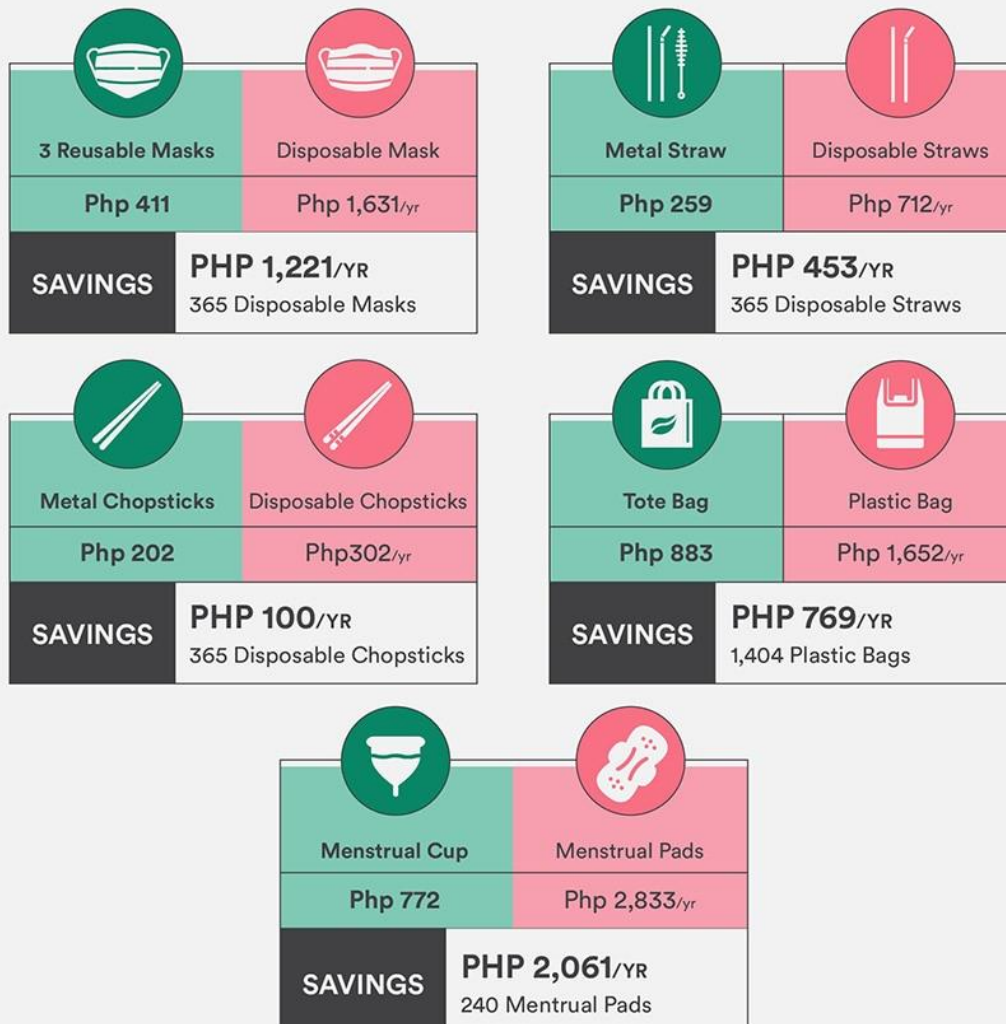 3 Reusable Masks
Disposable Mask
Php 411
Php 1,631/yr
SAVINGS
PHP 1,221/YR
365 Disposable Masks
Metal Straw
Disposable Straws
Php 259
Php 712/yr
SAVINGS
PHP 453/YR
365 Disposable Straws
Metal Chopsticks
Disposable Chopsticks
Php 202
Php302/yr
SAVINGS
PHP 100/YR
365 Disposable Chopsticks
Tote Bag
Plastic Bag
Php 883
Php 1,652/yr
SAVINGS
PHP 769/YR
1,404 Plastic Bags
Menstrual Cup
Menstrual Pads
Php 772
Php 2,833/yr
SAVINGS
PHP 2,061/YR
240 Mentrual Pads